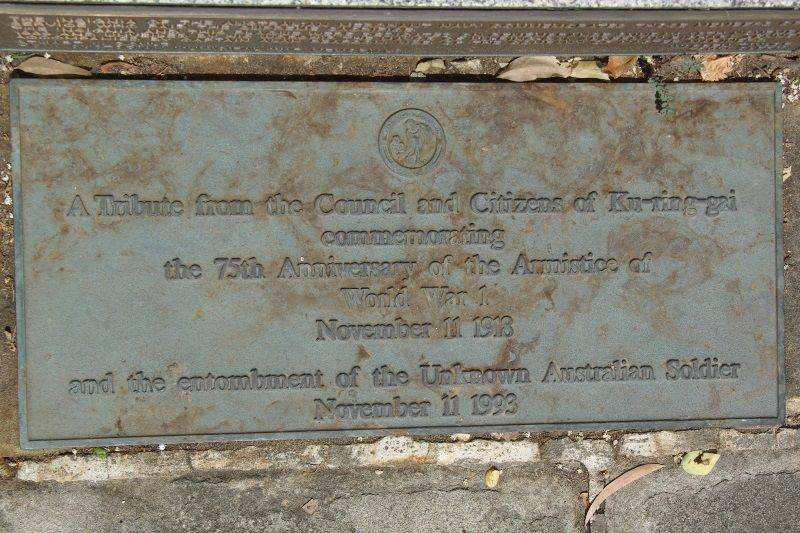 A Tribute from the Council and Citizens of Ku-ring-gai
commemorating
the 75th Anniversary of the Armistice of
World War 1
November 11 1918
and the entombment of the Unknown Australian Soldier
November 11 1993